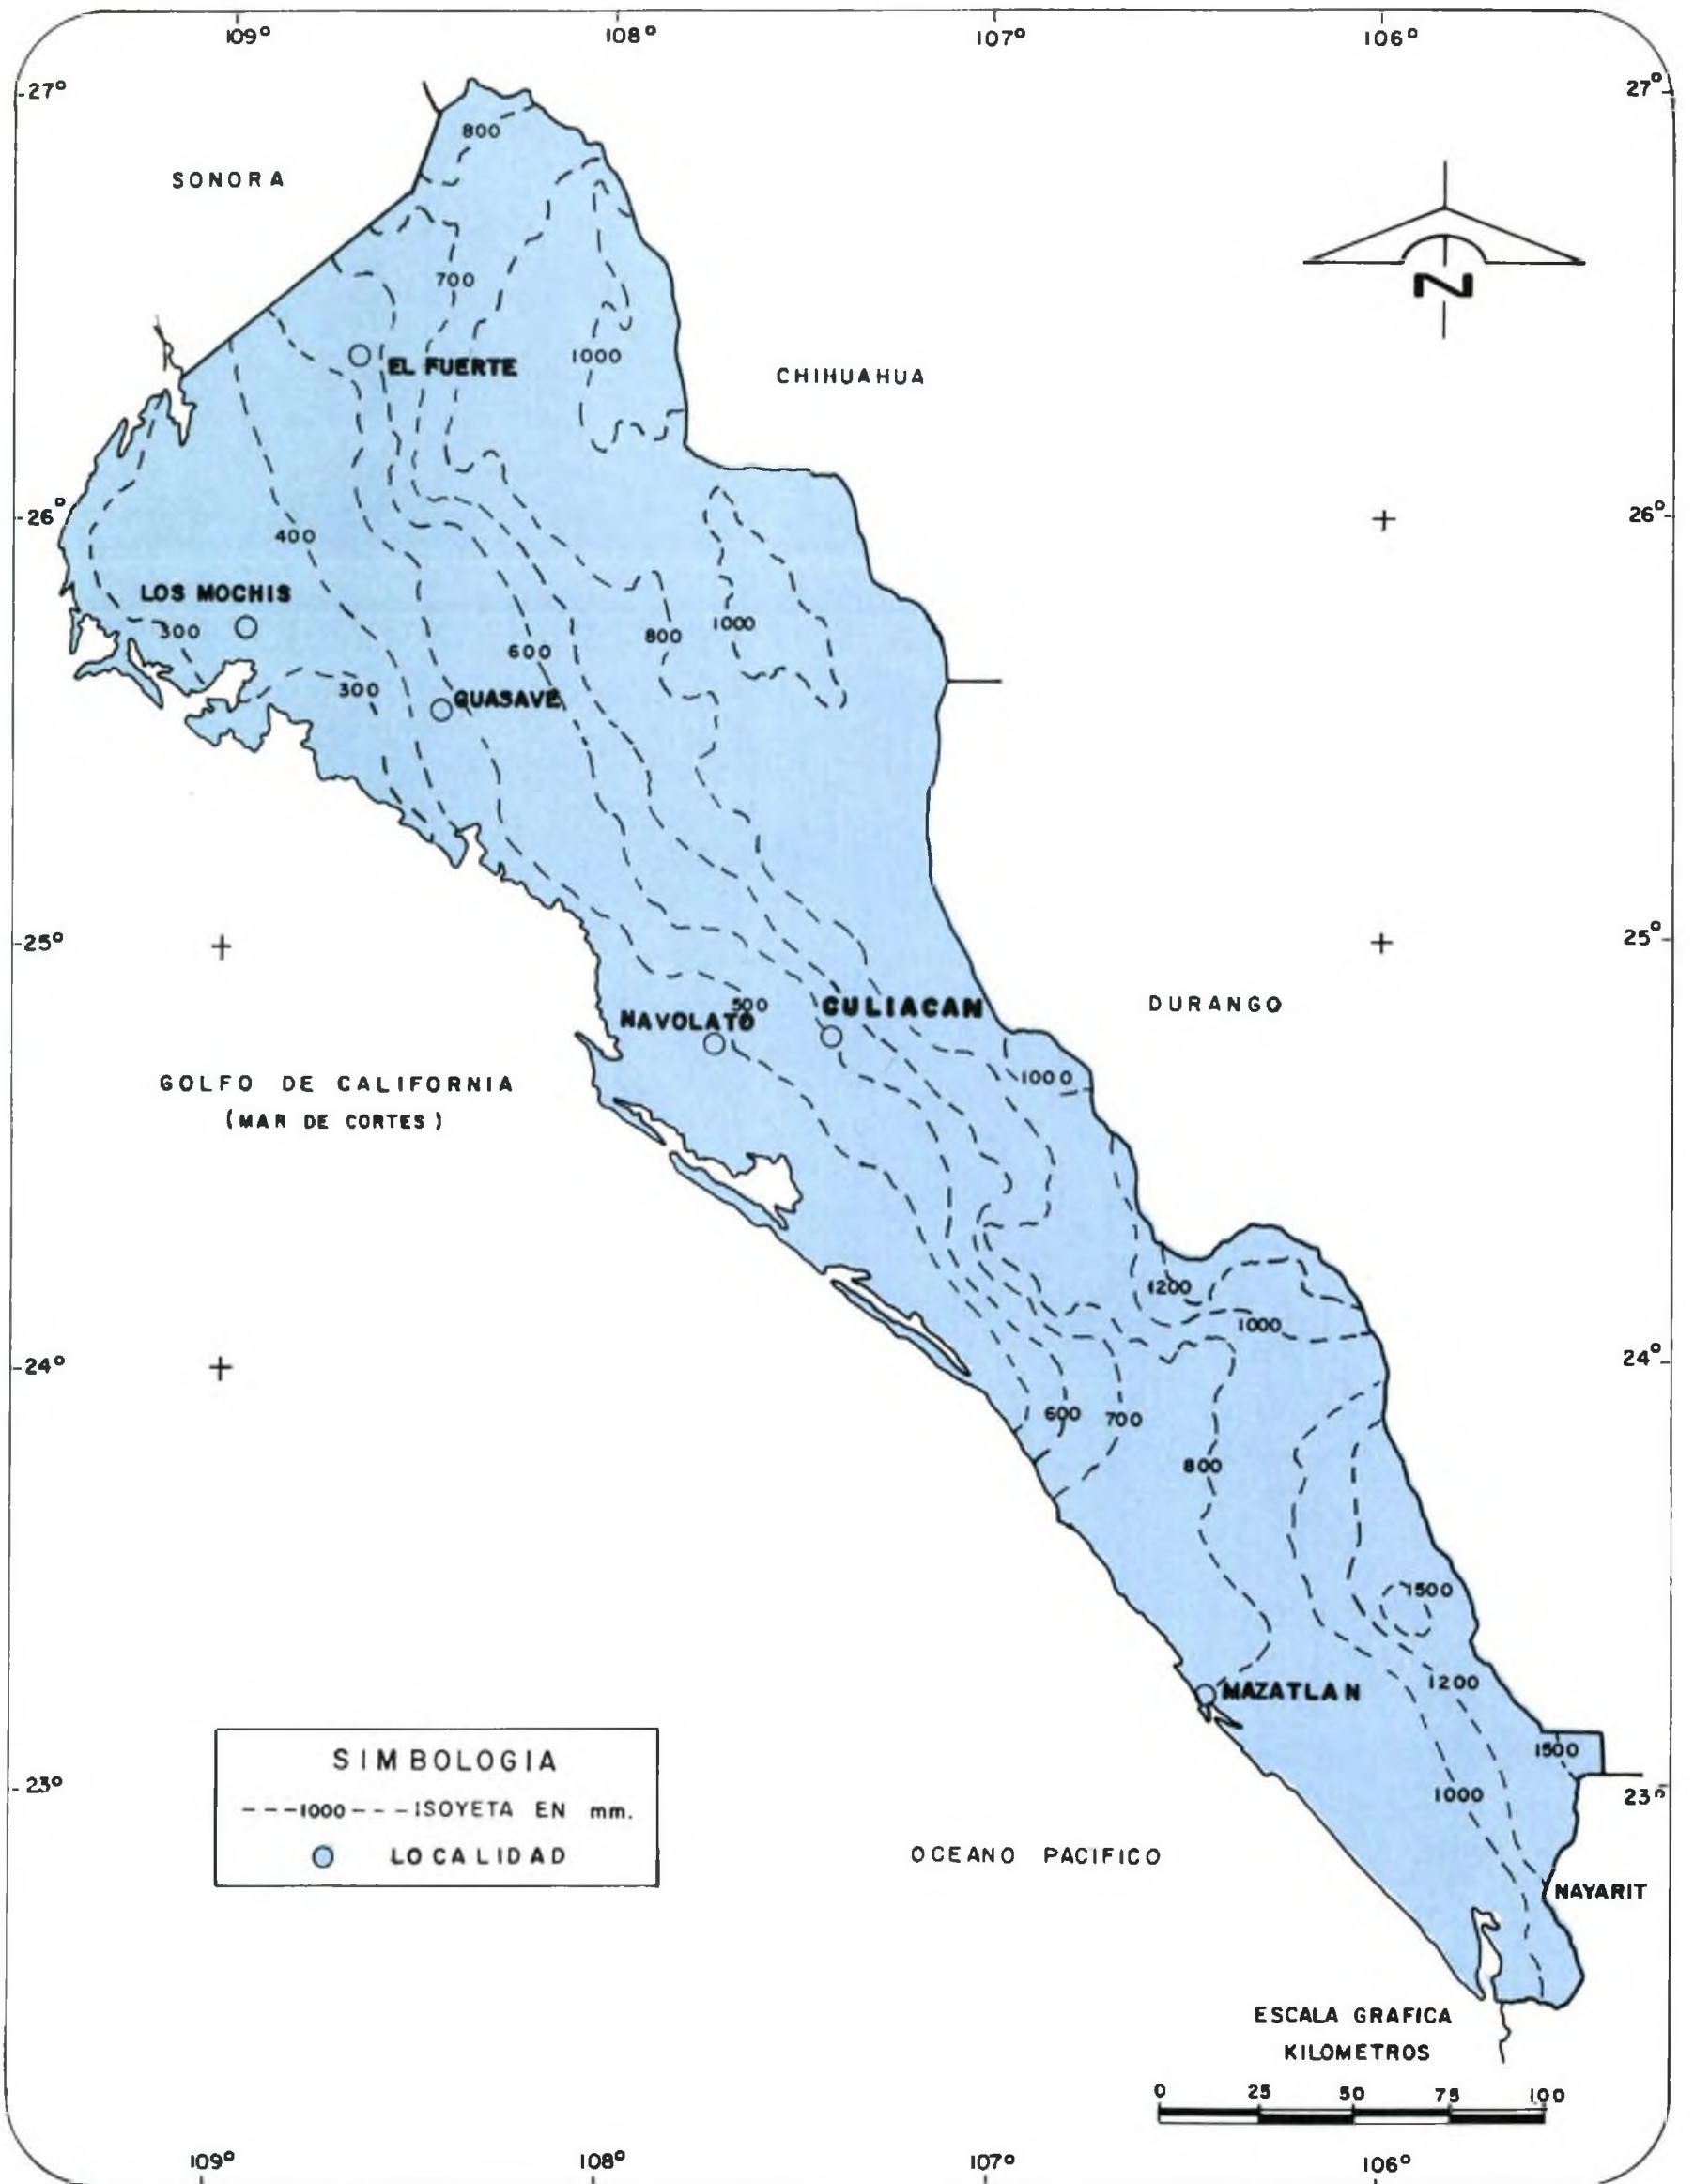 109° 108° 107° 106°
27° 27°
800
SONORA
700
N
EL FUERTE
1000
CHIHUAHUA
26° 26°
400
LOS MOCHIS
300
800
1000
600
300
GUASAVE
25° 25°
500
CULIACAN
NAVOLATO
DURANGO
1000
GOLFO DE CALIFORNIA
(MAR DE CORTES)
1200
1000
24° 24°
600
700
800
1500
1200
MAZATLAN
1500
SIMBOLOGIA
---1000---ISOYETA EN mm.
LOCALIDAD
23° 23°
1000
OCEANO PACIFICO
NAYARIT
ESCALA GRAFICA
KILOMETROS
0 25 50 75 100
109° 108° 107° 106°